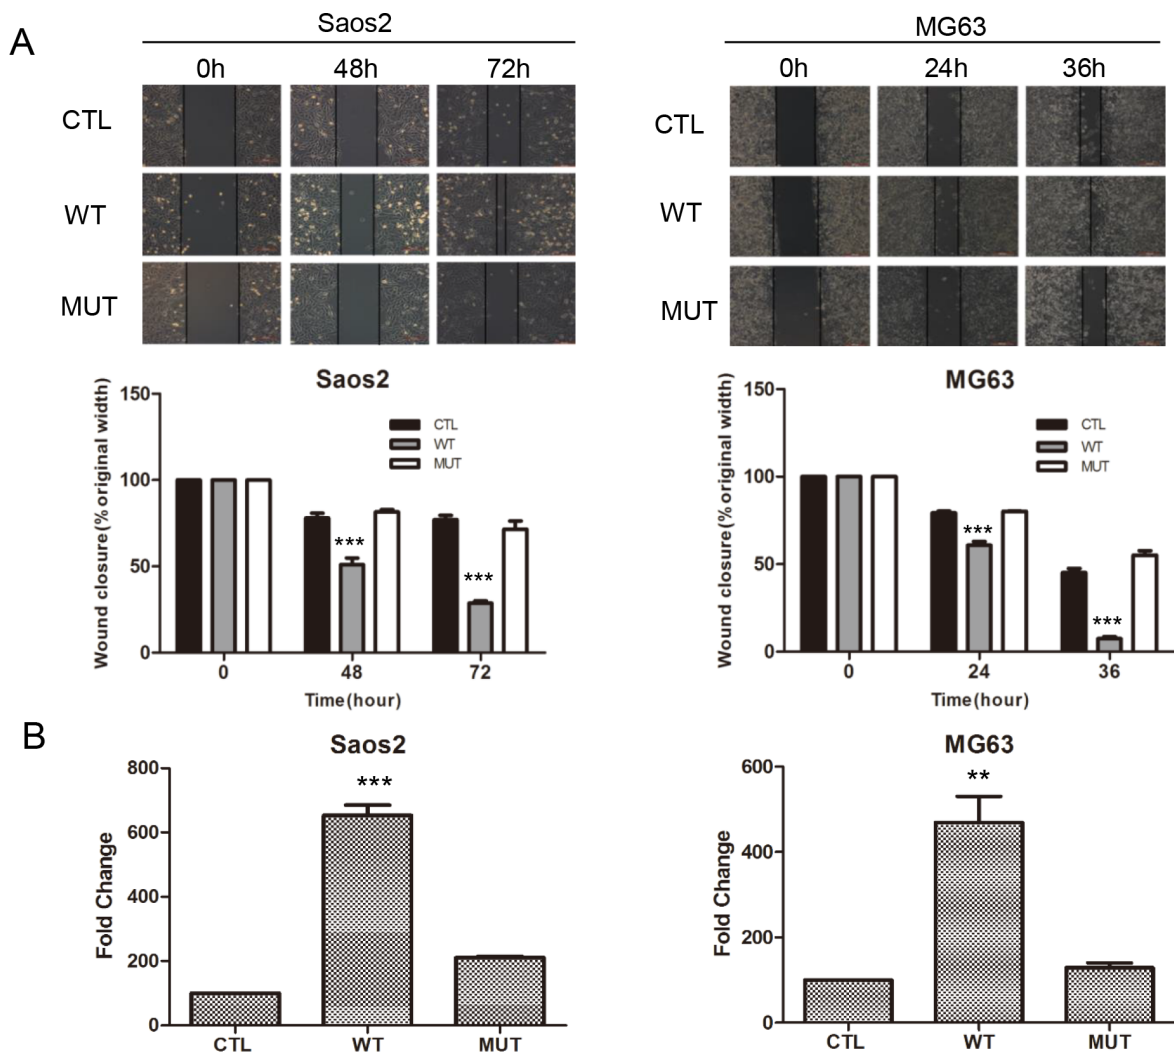 A
Saos2
0h 48h 72h
CTL
WT
MUT
MG63
0h 24h 36h
CTL
WT
MUT
Saos2
Wound closure(% original width)
150
100
50
0
CTL
WT
MUT
***
***
0 48 72
Time(hour)
MG63
Wound closure(% original width)
150
100
50
0
CTL
WT
MUT
***
***
0 24 36
Time(hour)
B
Saos2
Fold Change
800
600
400
200
0
***
CTL WT MUT
MG63
Fold Change
600
400
200
0
**
CTL WT MUT